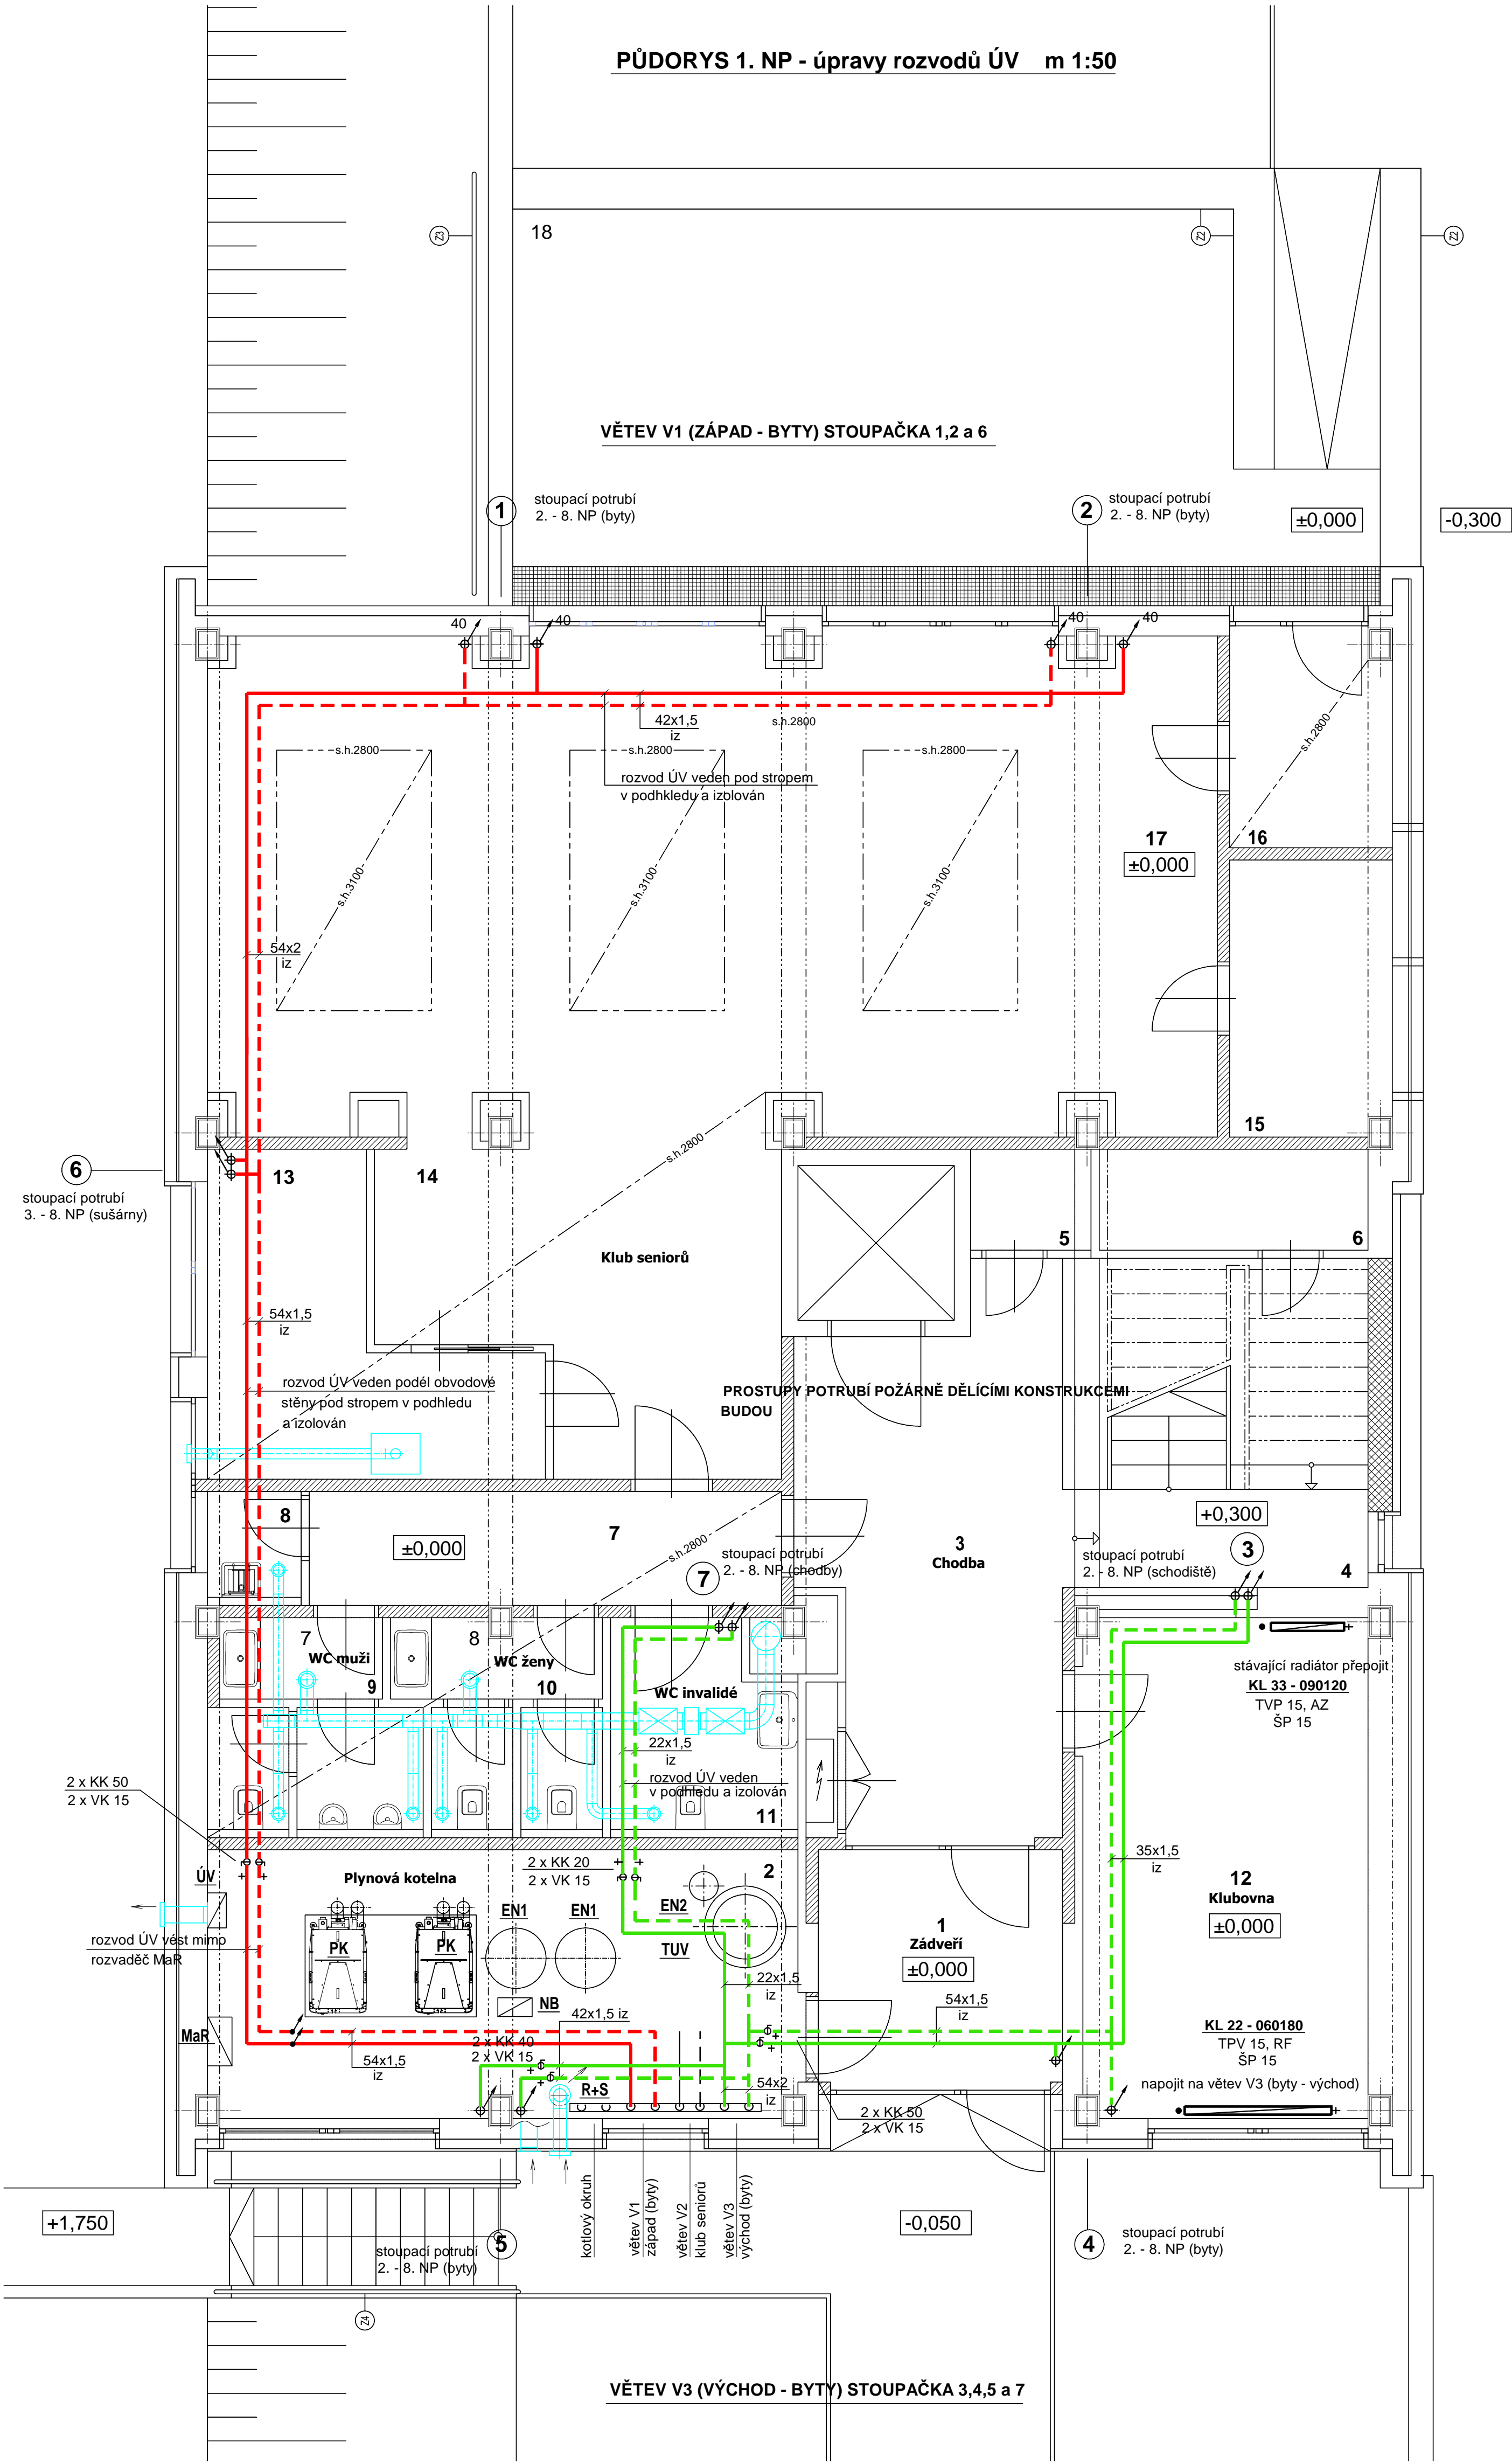 PŮDORYS 1. NP - úpravy rozvodů ÚV    m 1:50
Z3
18
Z2
Z2
VĚTEV V1 (ZÁPAD - BYTY) STOUPAČKA 1,2 a 6
1
stoupací potrubí
2. - 8. NP (byty)
2
stoupací potrubí
2. - 8. NP (byty)
±0,000
-0,300
40
40
40
40
42x1,5
iz
s.h.2800
s.h.2800
s.h.2800
s.h.2800
s.h.2800
rozvod ÚV veden pod stropem
v podhkledu a izolován
17
±0,000
16
s.h.3100
s.h.3100
s.h.3100
54x2
iz
15
6
stoupací potrubí
3. - 8. NP (sušárny)
13
14
s.h.2800
Klub seniorů
5
6
54x1,5
iz
rozvod ÚV veden podél obvodové
stěny pod stropem v podhledu
a izolován
PROSTUPY POTRUBÍ POŽÁRNĚ DĚLÍCÍMI KONSTRUKCEMI
BUDOU
8
±0,000
7
s.h.2800
7
stoupací potrubí
2. - 8. NP (chodby)
3
Chodba
+0,300
3
stoupací potrubí
2. - 8. NP (schodiště)
4
7
WC muži
9
8
WC ženy
10
WC invalidé
stávající radiátor přepojit
KL 33 - 090120
TVP 15, AZ
ŠP 15
22x1,5
iz
rozvod ÚV veden
v podhledu a izolován
11
2 x KK 50
2 x VK 15
35x1,5
iz
ÚV
Plynová kotelna
2 x KK 20
2 x VK 15
2
12
Klubovna
±0,000
EN1
EN1
EN2
TUV
1
Zádveří
±0,000
rozvod ÚV vést mimo
rozvaděč MaR
PK
PK
NB
22x1,5
iz
54x1,5
iz
42x1,5 iz
MaR
54x1,5
iz
2 x KK 40
2 x VK 15
R+S
54x2
iz
KL 22 - 060180
TPV 15, RF
ŠP 15
napojit na větev V3 (byty - východ)
2 x KK 50
2 x VK 15
kotlový okruh
větev V1
západ (byty)
větev V2
klub seniorů
větev V3
východ (byty)
+1,750
5
stoupací potrubí
2. - 8. NP (byty)
-0,050
4
stoupací potrubí
2. - 8. NP (byty)
Z4
VĚTEV V3 (VÝCHOD - BYTY) STOUPAČKA 3,4,5 a 7